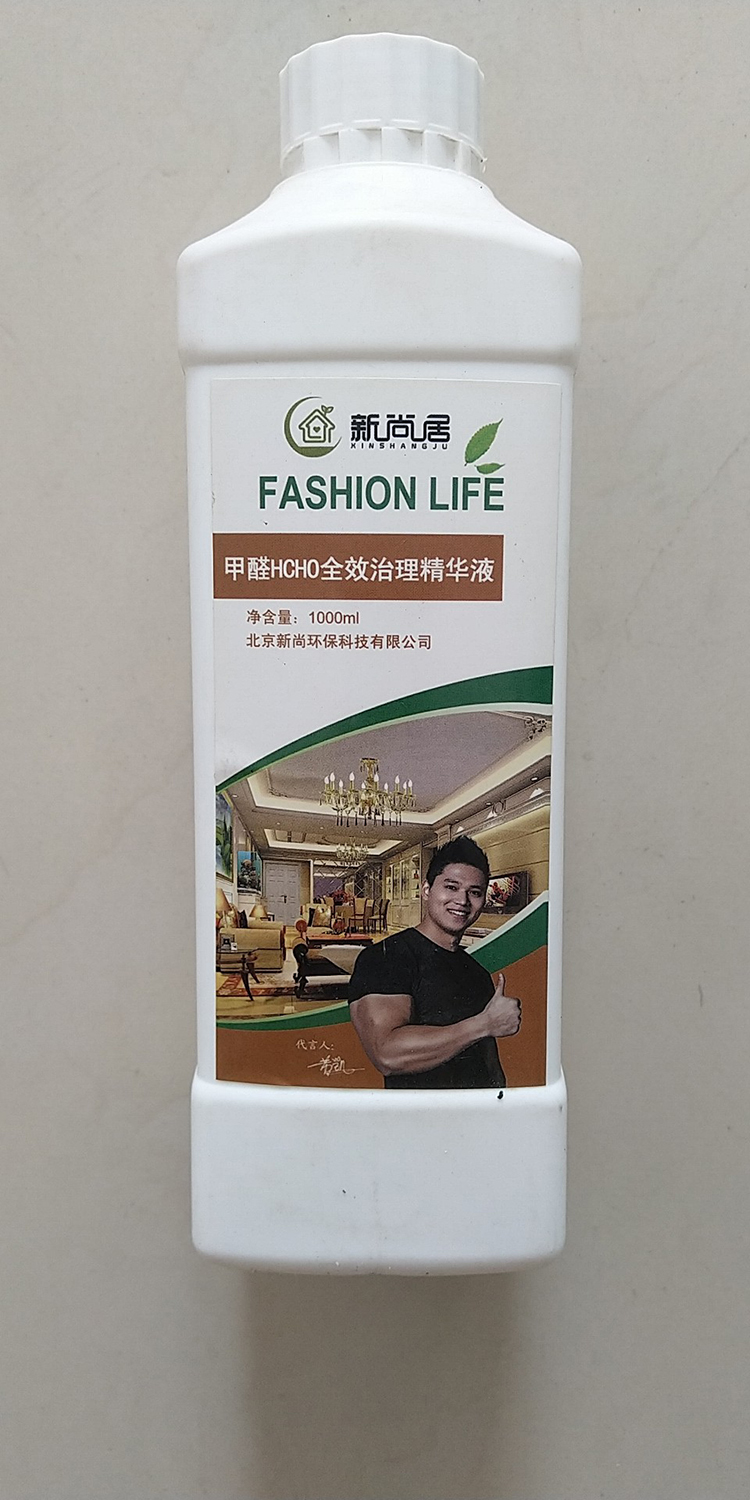 新尚居
XINSHANGJU
FASHION LIFE
甲醛HCHO全效治理精华液
净含量：1000ml
北京新尚环保科技有限公司
代言人：